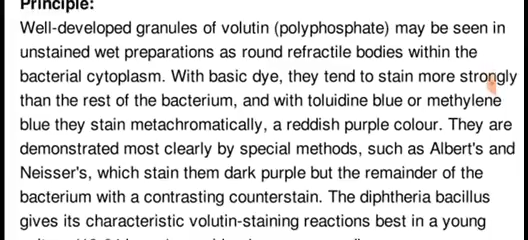 Principle:
Well-developed granules of volutin (polyphosphate) may be seen in
unstained wet preparations as round refractile bodies within the
bacterial cytoplasm. With basic dye, they tend to stain more strongly
than the rest of the bacterium, and with toluidine blue or methylene
blue they stain metachromatically, a reddish purple colour. They are
demonstrated most clearly by special methods, such as Albert's and
Neisser's, which stain them dark purple but the remainder of the
bacterium with a contrasting counterstain. The diphtheria bacillus
gives its characteristic volutin-staining reactions best in a young